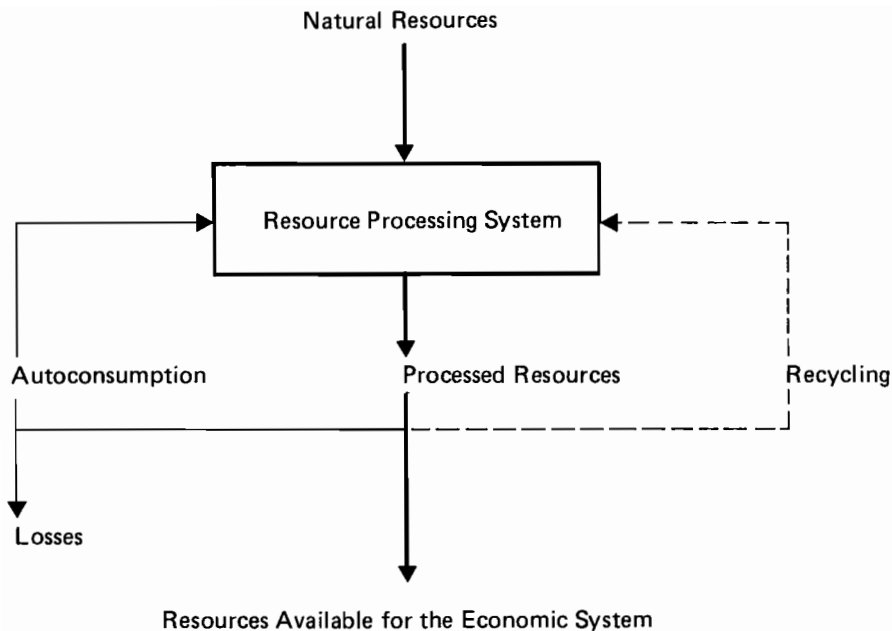 Natural Resources
Resource Processing System
Autoconsumption
Processed Resources
Recycling
Losses
Resources Available for the Economic System